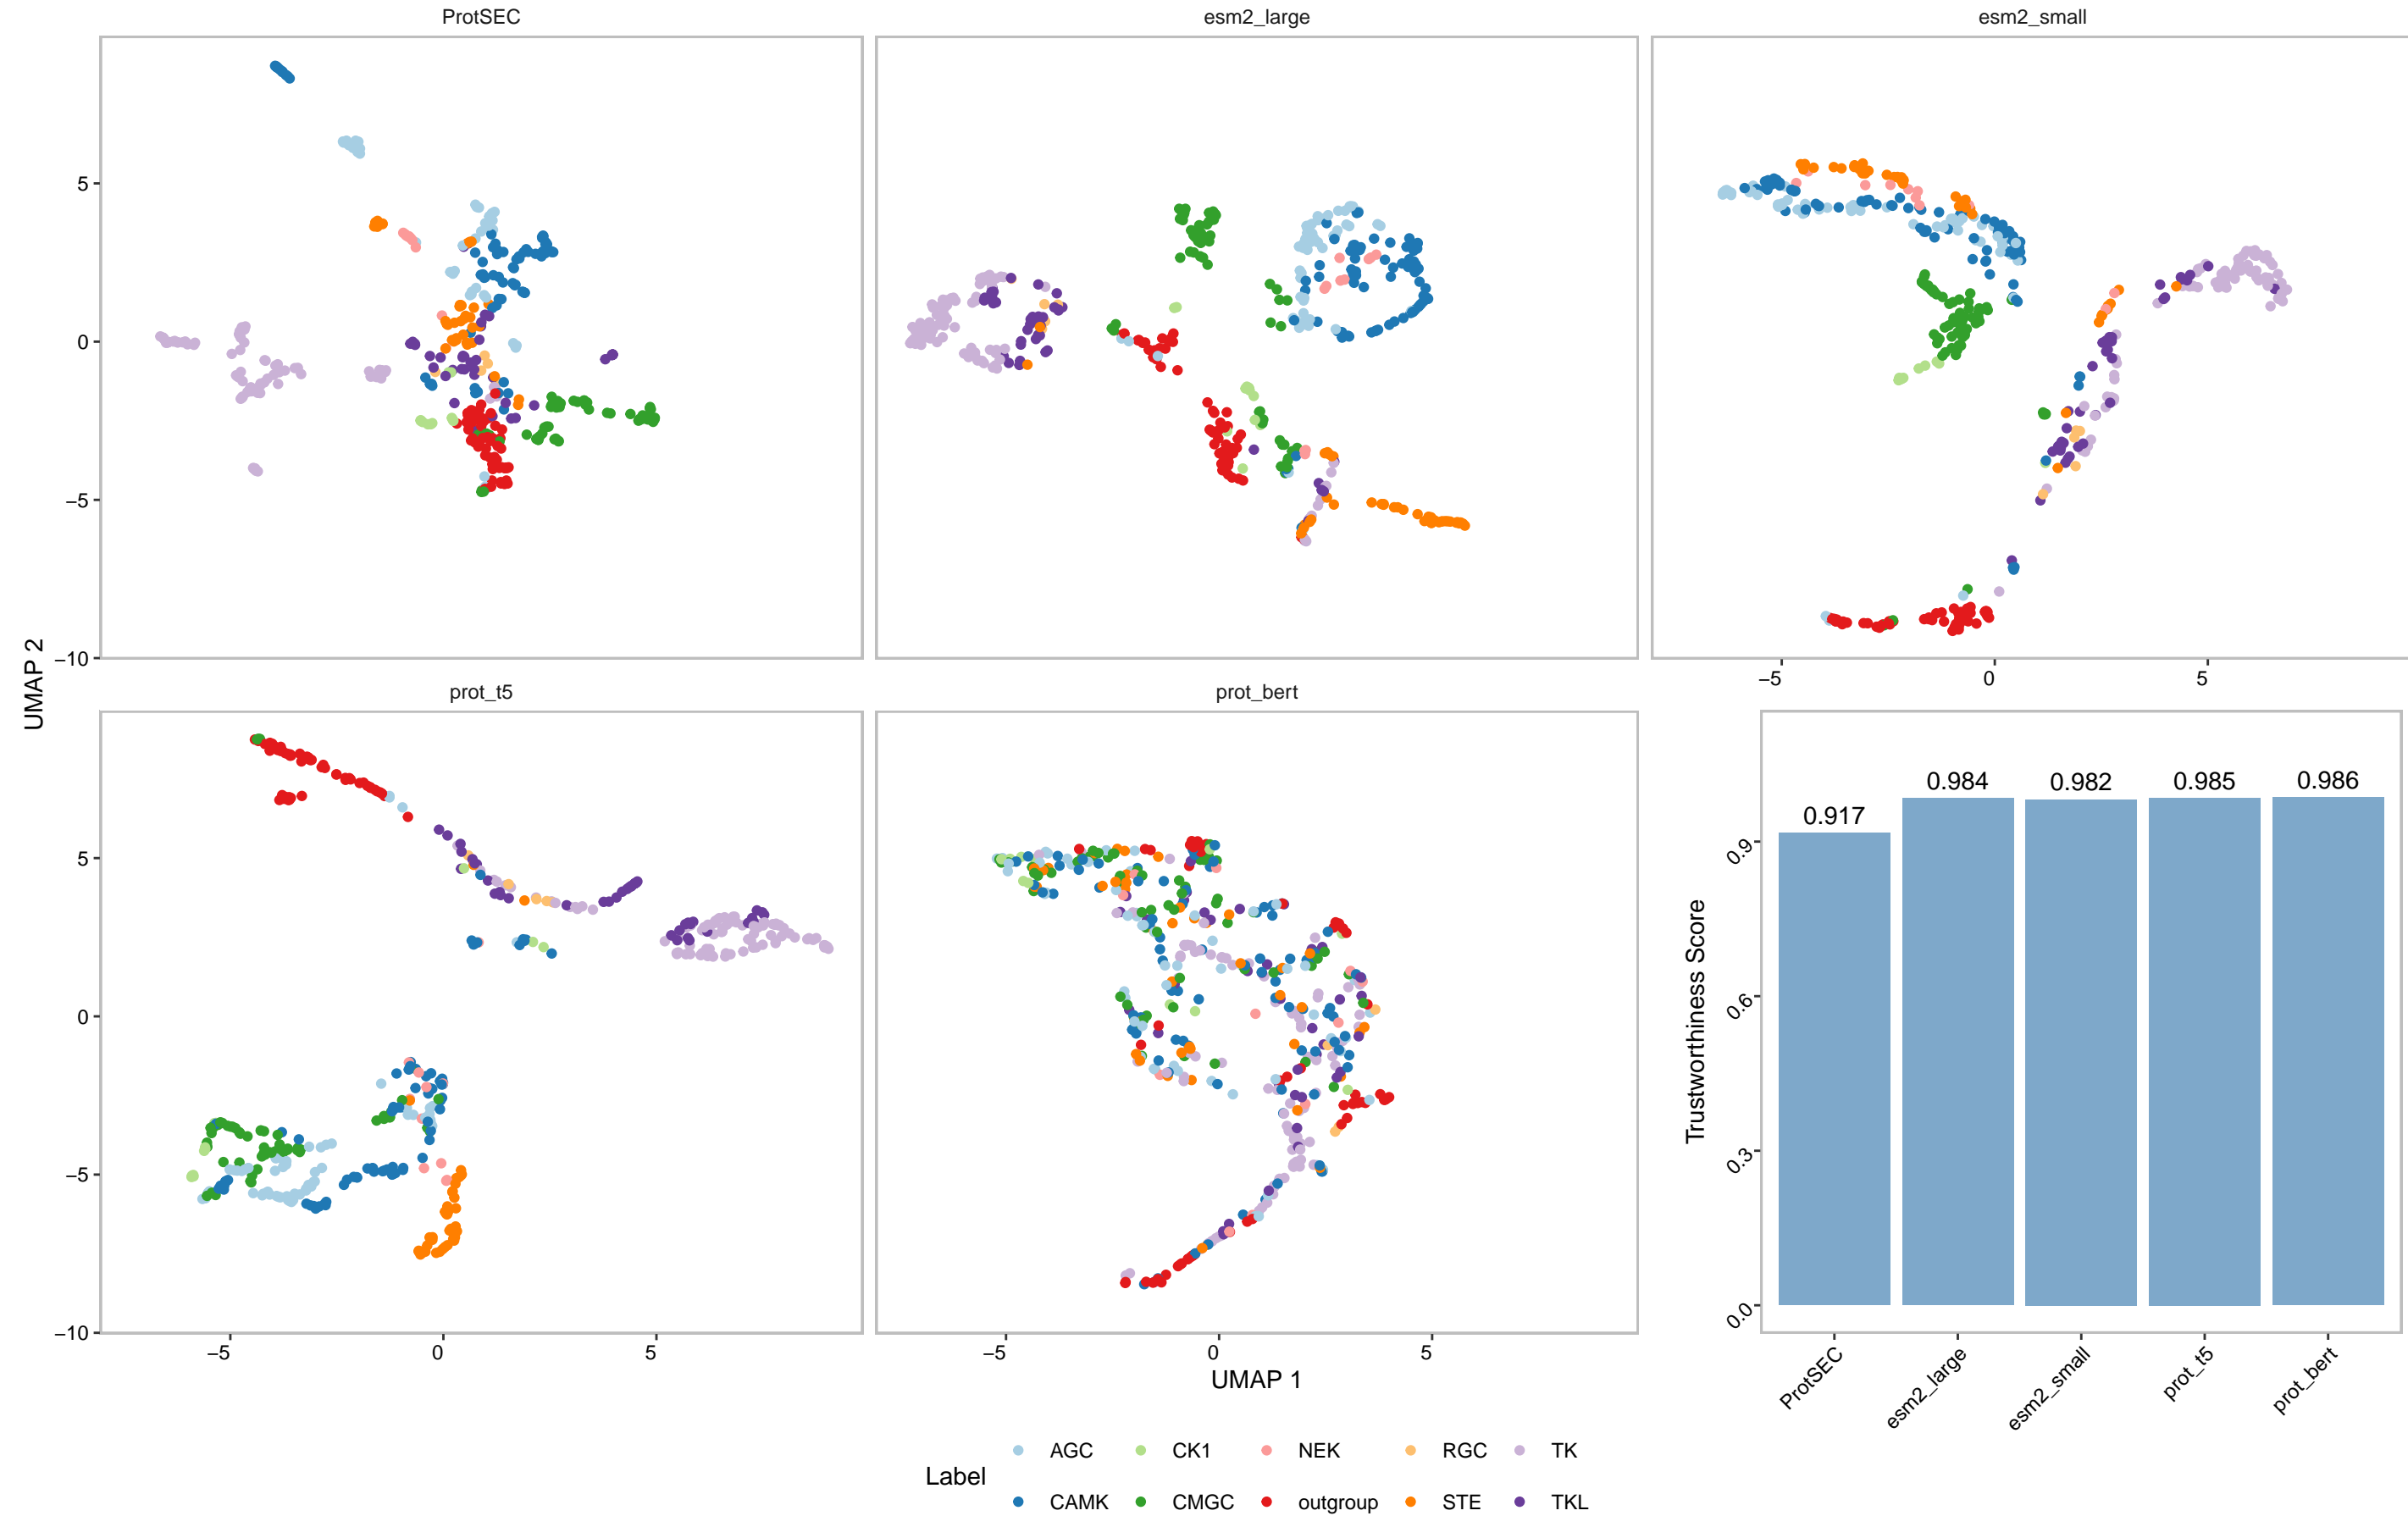 ProtSEC
esm2_large
esm2_small
5
0
−5
−10
−5
0
5
UMAP 2
prot_t5
prot_bert
5
0
−5
−10
−5
0
5
−5
0
5
UMAP 1
0.917
0.984
0.982
0.985
0.986
0.9
0.6
0.3
0.0
Trustworthiness Score
ProtSEC
esm2_large
esm2_small
prot_t5
prot_bert
Label
AGC
CK1
NEK
RGC
TK
CAMK
CMGC
outgroup
STE
TKL